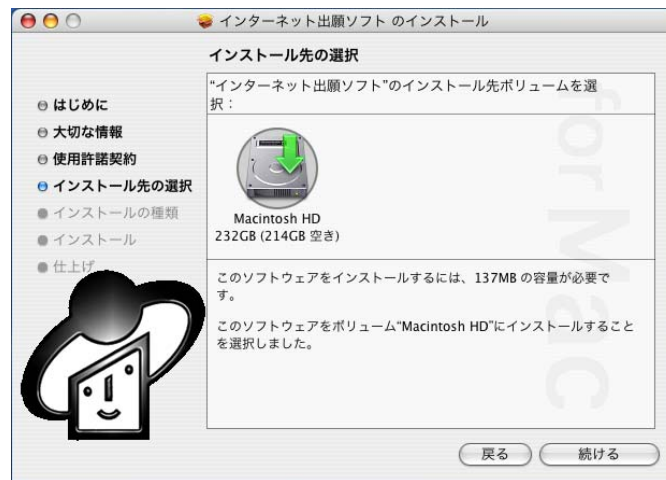 インターネット出願ソフト のインストール
インストール先の選択
はじめに
大切な情報
使用許諾契約
インストール先の選択
インストールの種類
インストール
仕上げ
“インターネット出願ソフト”のインストール先ボリュームを選
択：
Macintosh HD
232GB (214GB 空き)
このソフトウェアをインストールするには、137MB の容量が必要で
す。
このソフトウェアをボリューム“Macintosh HD”にインストールすること
を選択しました。
for Mac
戻る
続ける